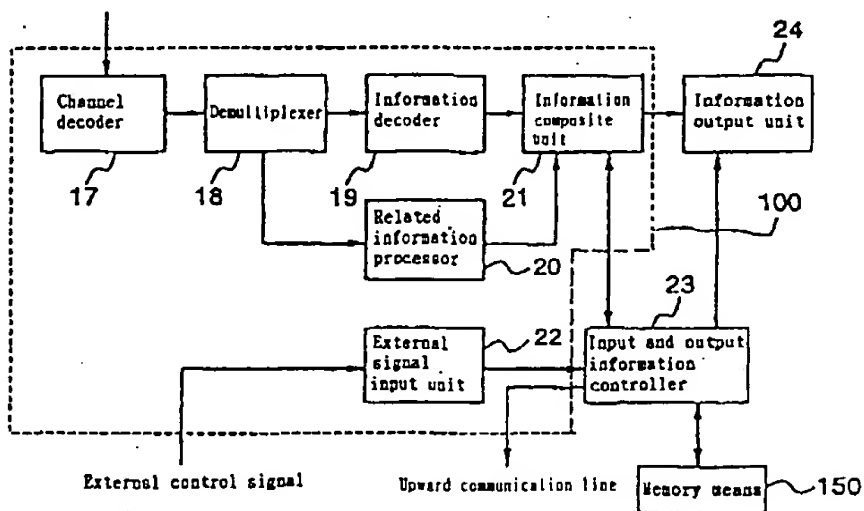 24
Channel
decoder
Demultiplexer
Information
decoder
Information
composite
unit
Information
output unit
17
18
19
21
Related
information
processor
20
100
23
External
signal
input unit
22
Input and output
information
controller
External control signal
Upward communication line
Memory means
150